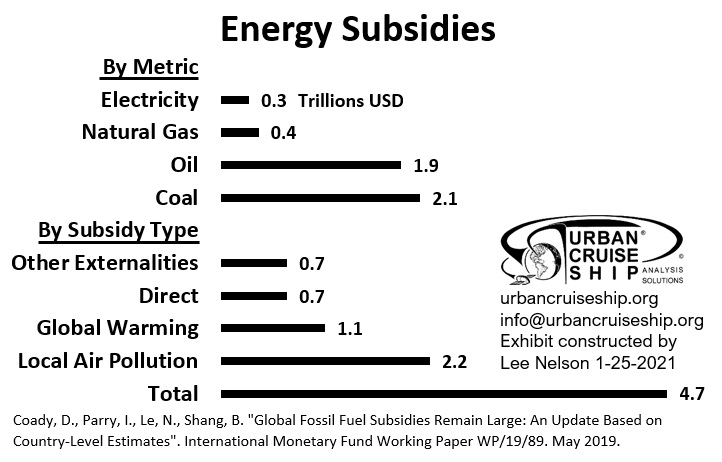 Energy Subsidies
By Metric
Electricity 0.3 Trillions USD
Natural Gas 0.4
Oil 1.9
Coal 2.1
By Subsidy Type
Other Externalities 0.7
Direct 0.7
Global Warming 1.1
Local Air Pollution 2.2
Total 4.7
URBAN®
CRUISE ©
SHIP ANALYSIS
SOLUTIONS
urbancruiseship.org
info@urbancruiseship.org
Exhibit constructed by
Lee Nelson 1-25-2021
Coady, D., Parry, I., Le, N., Shang, B. "Global Fossil Fuel Subsidies Remain Large: An Update Based on
Country-Level Estimates". International Monetary Fund Working Paper WP/19/89. May 2019.